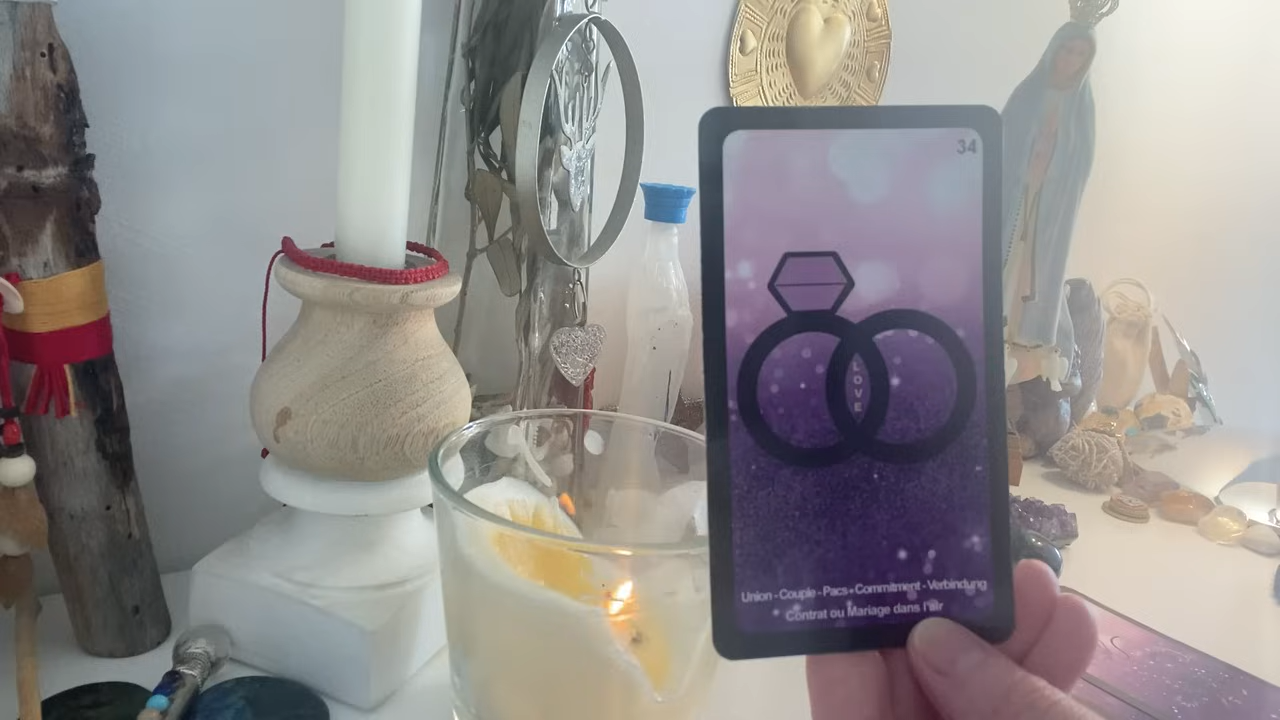 34
LOVE
Union - Couple - Pacs - Commitment - Verbindung
Contrat ou Mariage dans l'air